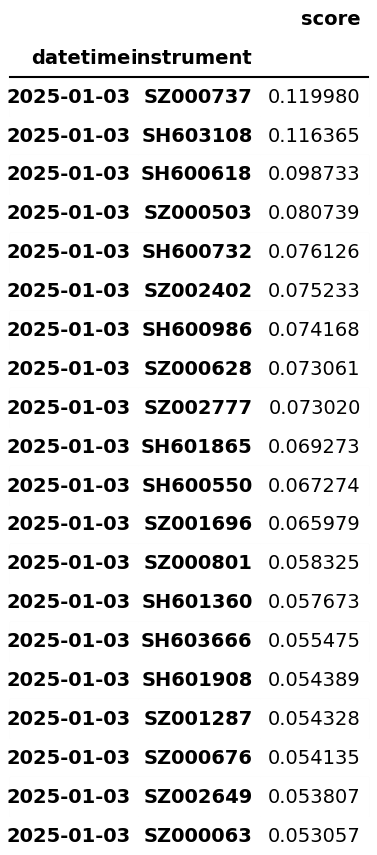 score
datetime instrument
2025-01-03 SZ000737 0.119980
2025-01-03 SH603108 0.116365
2025-01-03 SH600618 0.098733
2025-01-03 SZ000503 0.080739
2025-01-03 SH600732 0.076126
2025-01-03 SZ002402 0.075233
2025-01-03 SH600986 0.074168
2025-01-03 SZ000628 0.073061
2025-01-03 SZ002777 0.073020
2025-01-03 SH601865 0.069273
2025-01-03 SH600550 0.067274
2025-01-03 SZ001696 0.065979
2025-01-03 SZ000801 0.058325
2025-01-03 SH601360 0.057673
2025-01-03 SH603666 0.055475
2025-01-03 SH601908 0.054389
2025-01-03 SZ001287 0.054328
2025-01-03 SZ000676 0.054135
2025-01-03 SZ002649 0.053807
2025-01-03 SZ000063 0.053057